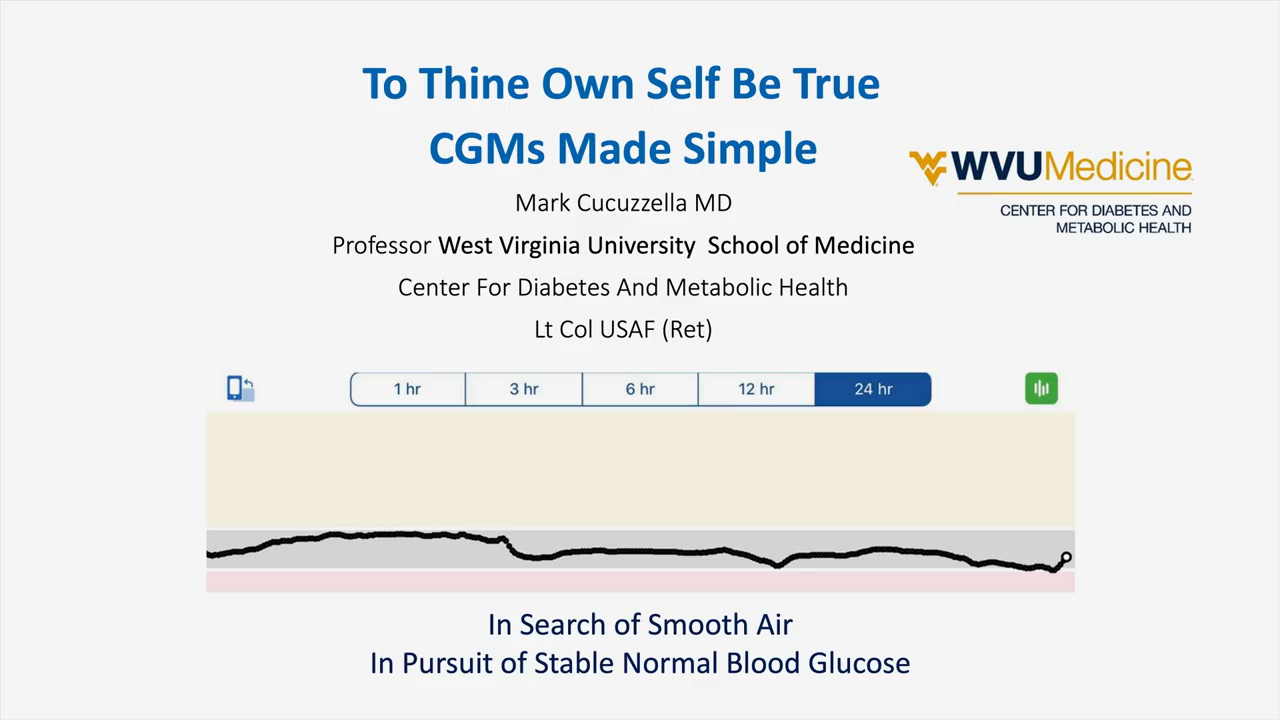 To Thine Own Self Be True
CGMs Made Simple
WVUMedicine
CENTER FOR DIABETES AND
METABOLIC HEALTH
Mark Cucuzzella MD
Professor West Virginia University School of Medicine
Center For Diabetes And Metabolic Health
Lt Col USAF (Ret)
1 hr 3 hr 6 hr 12 hr 24 hr
In Search of Smooth Air
In Pursuit of Stable Normal Blood Glucose